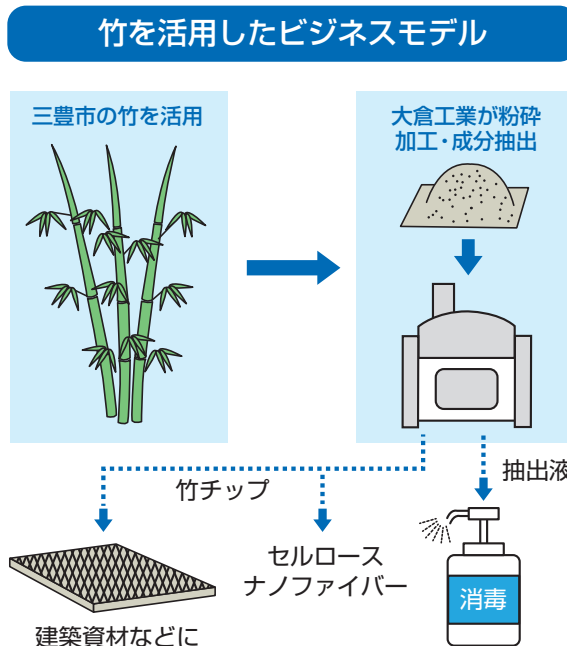 竹を活用したビジネスモデル
三豊市の竹を活用
大倉工業が粉砕
加工・成分抽出
抽出液
竹チップ
セルロース
ナノファイバー
消毒
建築資材などに